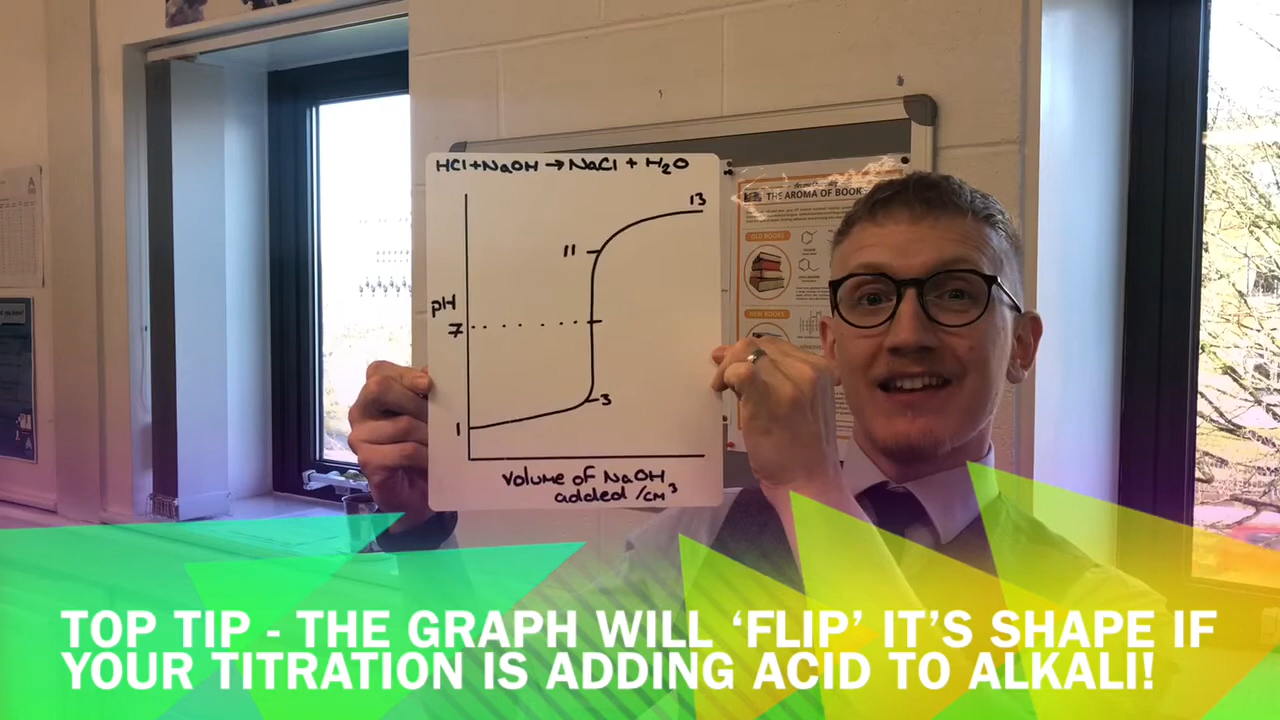 HCl + NaOH → NaCl + H₂O
13
11
pH
7
3
1
Volume of NaOH
added /cm³
THE AROMA OF BOOKS
OLD BOOKS
NEW BOOKS
TOP TIP - THE GRAPH WILL ‘FLIP’ IT’S SHAPE IF
YOUR TITRATION IS ADDING ACID TO ALKALI!